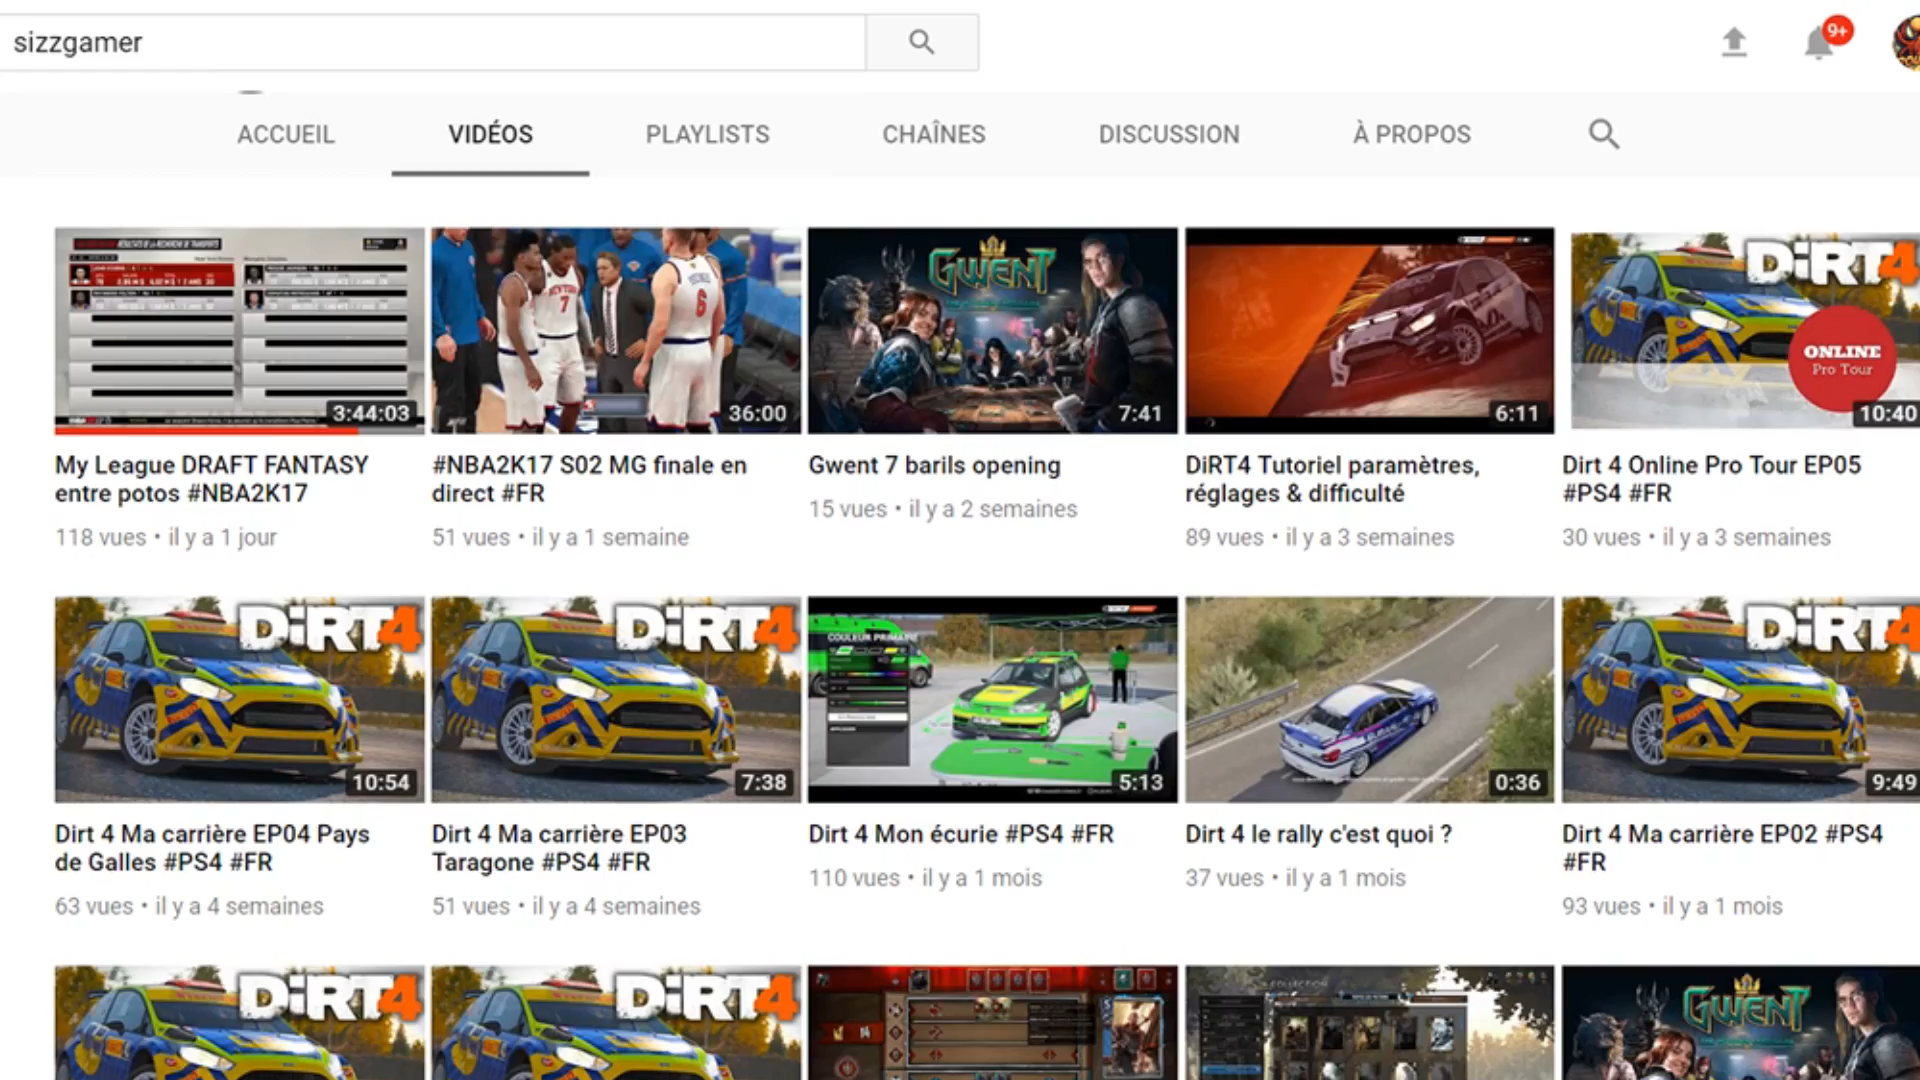 sizzgamer
9+
ACCUEIL VIDÉOS PLAYLISTS CHAÎNES DISCUSSION À PROPOS
3:44:03
NEW YORK
7
6
36:00
GWENT
7:41
6:11
DiRT4
ONLINE
Pro Tour
10:40
My League DRAFT FANTASY
entre potos #NBA2K17
118 vues • il y a 1 jour
#NBA2K17 S02 MG finale en
direct #FR
51 vues • il y a 1 semaine
Gwent 7 barils opening
15 vues • il y a 2 semaines
DiRT4 Tutoriel paramètres,
réglages & difficulté
89 vues • il y a 3 semaines
Dirt 4 Online Pro Tour EP05
#PS4 #FR
30 vues • il y a 3 semaines
DiRT4
10:54
DiRT4
7:38
COULEUR PRIMAIRE
5:13
0:36
DiRT4
9:49
Dirt 4 Ma carrière EP04 Pays
de Galles #PS4 #FR
63 vues • il y a 4 semaines
Dirt 4 Ma carrière EP03
Taragone #PS4 #FR
51 vues • il y a 4 semaines
Dirt 4 Mon écurie #PS4 #FR
110 vues • il y a 1 mois
Dirt 4 le rally c'est quoi ?
37 vues • il y a 1 mois
Dirt 4 Ma carrière EP02 #PS4
#FR
93 vues • il y a 1 mois
DiRT4
DiRT4
COLLECTION
GWENT